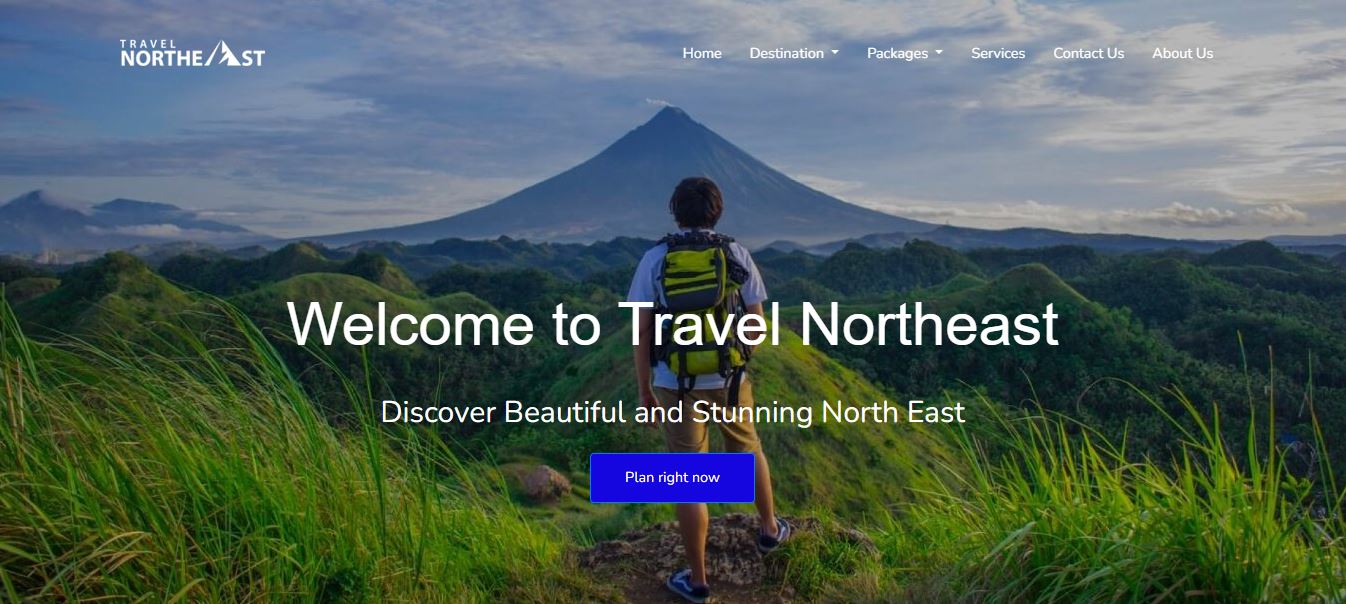 TRAVEL
NORTHEAST
Home Destination Packages Services Contact Us About Us
Welcome to Travel Northeast
Discover Beautiful and Stunning North East
Plan right now